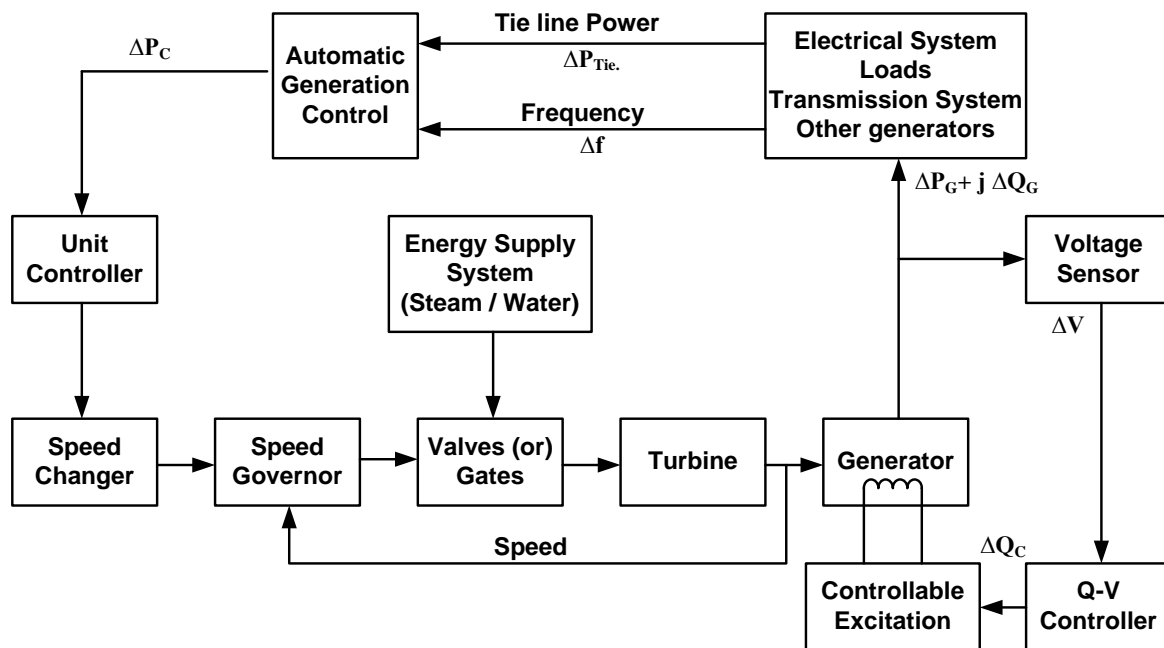 Tie line Power
ΔP_Tie.
Frequency
Δf
ΔP_C
Automatic
Generation
Control
Electrical System
Loads
Transmission System
Other generators
ΔP_G+ j ΔQ_G
Unit
Controller
Energy Supply
System
(Steam / Water)
Voltage
Sensor
ΔV
Speed
Changer
Speed
Governor
Valves (or)
Gates
Turbine
Generator
Speed
ΔQ_C
Controllable
Excitation
Q-V
Controller